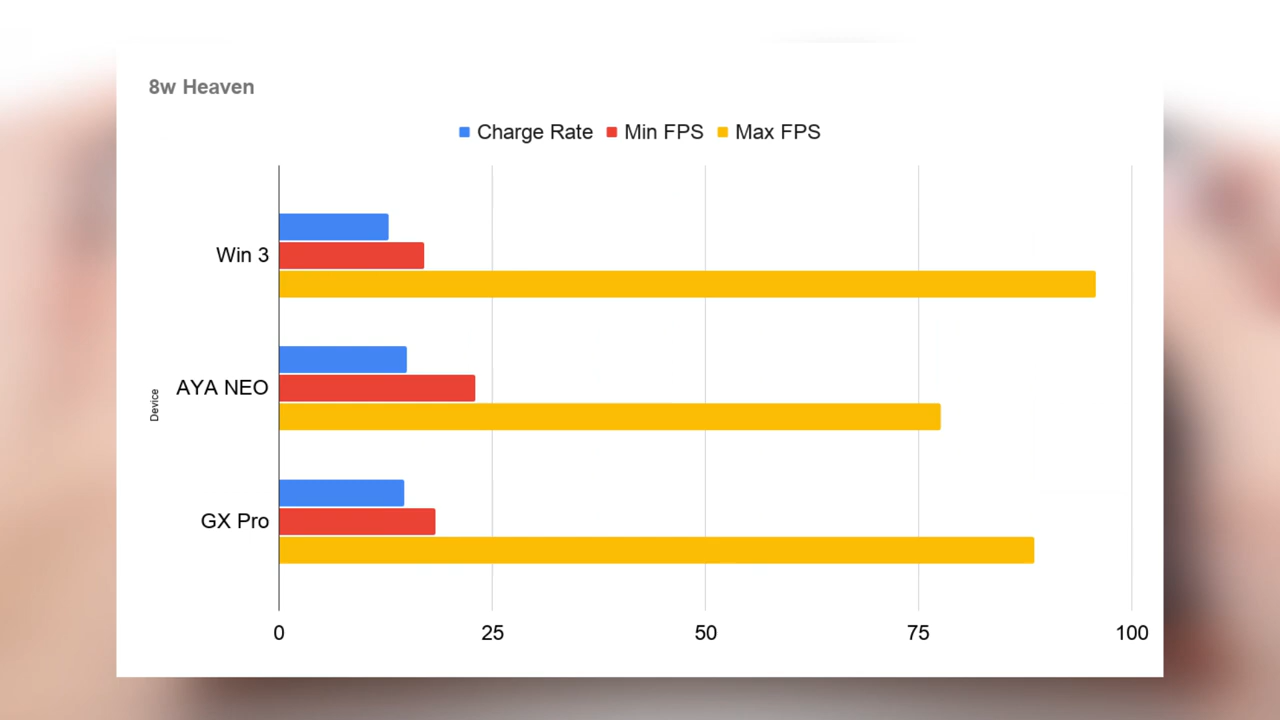 8w Heaven
Charge Rate Min FPS Max FPS
Win 3
AYA NEO
GX Pro
Device
0 25 50 75 100